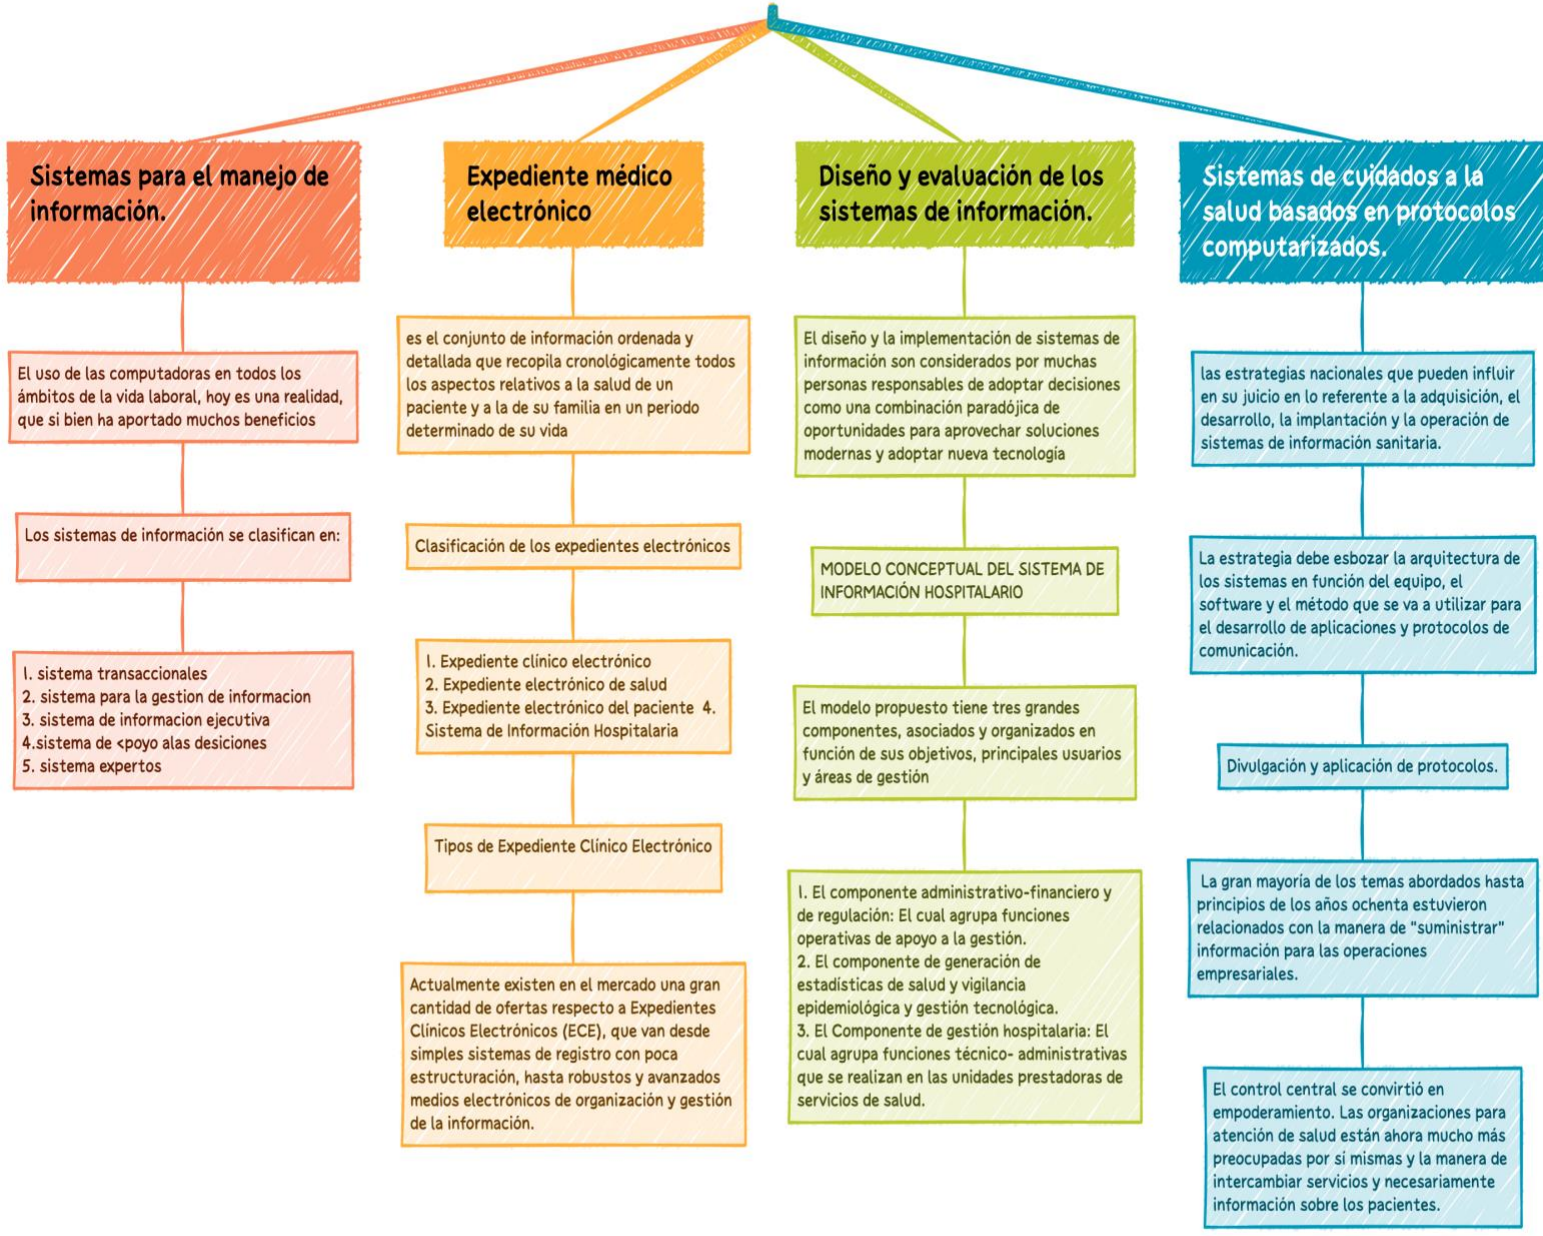 Sistemas para el manejo de
información.
El uso de las computadoras en todos los
ámbitos de la vida laboral, hoy es una realidad,
que si bien ha aportado muchos beneficios
Los sistemas de información se clasifican en:
1. sistema transaccionales
2. sistema para la gestion de informacion
3. sistema de informacion ejecutiva
4.sistema de <poyo alas desiciones
5. sistema expertos
Expediente médico
electrónico
es el conjunto de información ordenada y
detallada que recopila cronológicamente todos
los aspectos relativos a la salud de un
paciente y a la de su familia en un periodo
determinado de su vida
Clasificación de los expedientes electrónicos
1. Expediente clínico electrónico
2. Expediente electrónico de salud
3. Expediente electrónico del paciente 4.
Sistema de Información Hospitalaria
Tipos de Expediente Clínico Electrónico
Actualmente existen en el mercado una gran
cantidad de ofertas respecto a Expedientes
Clínicos Electrónicos (ECE), que van desde
simples sistemas de registro con poca
estructuración, hasta robustos y avanzados
medios electrónicos de organización y gestión
de la información.
Diseño y evaluación de los
sistemas de información.
El diseño y la implementación de sistemas de
información son considerados por muchas
personas responsables de adoptar decisiones
como una combinación paradójica de
oportunidades para aprovechar soluciones
modernas y adoptar nueva tecnología
MODELO CONCEPTUAL DEL SISTEMA DE
INFORMACIÓN HOSPITALARIO
El modelo propuesto tiene tres grandes
componentes, asociados y organizados en
función de sus objetivos, principales usuarios
y áreas de gestión
1. El componente administrativo-financiero y
de regulación: El cual agrupa funciones
operativas de apoyo a la gestión.
2. El componente de generación de
estadísticas de salud y vigilancia
epidemiológica y gestión tecnológica.
3. El Componente de gestión hospitalaria: El
cual agrupa funciones técnico- administrativas
que se realizan en las unidades prestadoras de
servicios de salud.
Sistemas de cuidados a la
salud basados en protocolos
computarizados.
las estrategias nacionales que pueden influir
en su juicio en lo referente a la adquisición, el
desarrollo, la implantación y la operación de
sistemas de información sanitaria.
La estrategia debe esbozar la arquitectura de
los sistemas en función del equipo, el
software y el método que se va a utilizar para
el desarrollo de aplicaciones y protocolos de
comunicación.
Divulgación y aplicación de protocolos.
La gran mayoría de los temas abordados hasta
principios de los años ochenta estuvieron
relacionados con la manera de "suministrar"
información para las operaciones
empresariales.
El control central se convirtió en
empoderamiento. Las organizaciones para
atención de salud están ahora mucho más
preocupadas por si mismas y la manera de
intercambiar servicios y necesariamente
información sobre los pacientes.